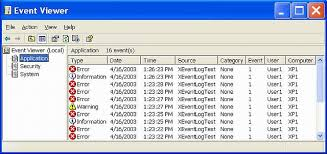 Event Viewer
File Action View Help
Event Viewer (Local)
Application
Security
System
Application 16 event(s)
Type Date Time Source Category Event User Computer
Error 4/16/2003 1:26:23 PM XEventLogTest None 1 User1 XP1
Information 4/16/2003 1:26:23 PM XEventLogTest None 1 User1 XP1
Error 4/16/2003 1:23:28 PM XEventLogTest None 1 User1 XP1
Error 4/16/2003 1:23:28 PM XEventLogTest None 1 User1 XP1
Error 4/16/2003 1:23:27 PM XEventLogTest None 1 User1 XP1
Warning 4/16/2003 1:23:27 PM XEventLogTest None 1 User1 XP1
Error 4/16/2003 1:23:25 PM XEventLogTest None 1 User1 XP1
Information 4/16/2003 1:23:25 PM XEventLogTest None 1 User1 XP1
Error 4/16/2003 1:23:24 PM XEventLogTest None 1 User1 XP1
Error 4/16/2003 1:23:22 PM XEventLogTest None 1 User1 XP1